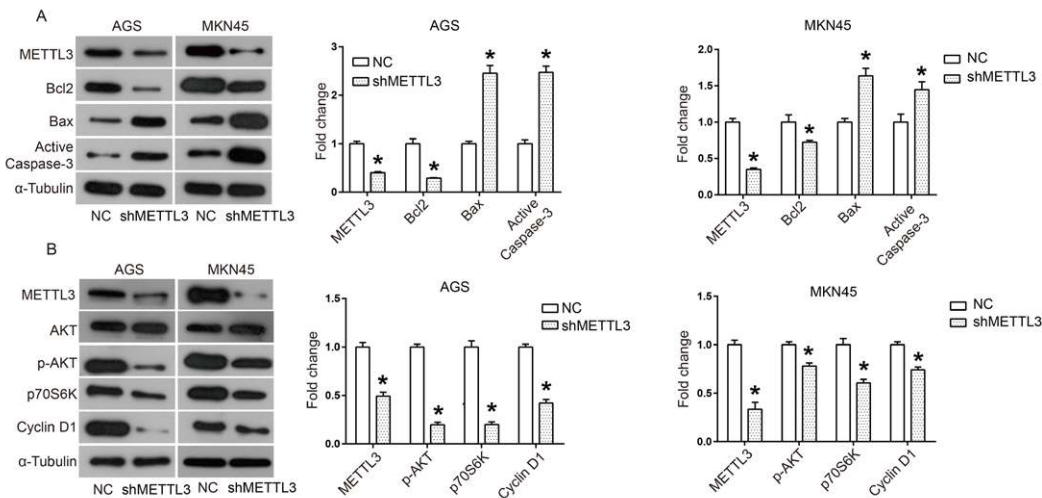 A
AGS MKN45
METTL3
Bcl2
Bax
Active
Caspase-3
α-Tubulin
NC shMETTL3 NC shMETTL3
AGS
NC
shMETTL3
Fold change
3
2
1
0
* * * *
METTL3 Bcl2 Bax Active
Caspase-3
MKN45
NC
shMETTL3
Fold change
2.0
1.5
1.0
0.5
0.0
* * * *
METTL3 Bcl2 Bax Active
Caspase-3
B
AGS MKN45
METTL3
AKT
p-AKT
p70S6K
Cyclin D1
α-Tubulin
NC shMETTL3 NC shMETTL3
AGS
NC
shMETTL3
Fold change
1.5
1.0
0.5
0.0
* * * *
METTL3 p-AKT p70S6K Cyclin D1
MKN45
NC
shMETTL3
Fold change
1.5
1.0
0.5
0.0
* * * *
METTL3 p-AKT p70S6K Cyclin D1